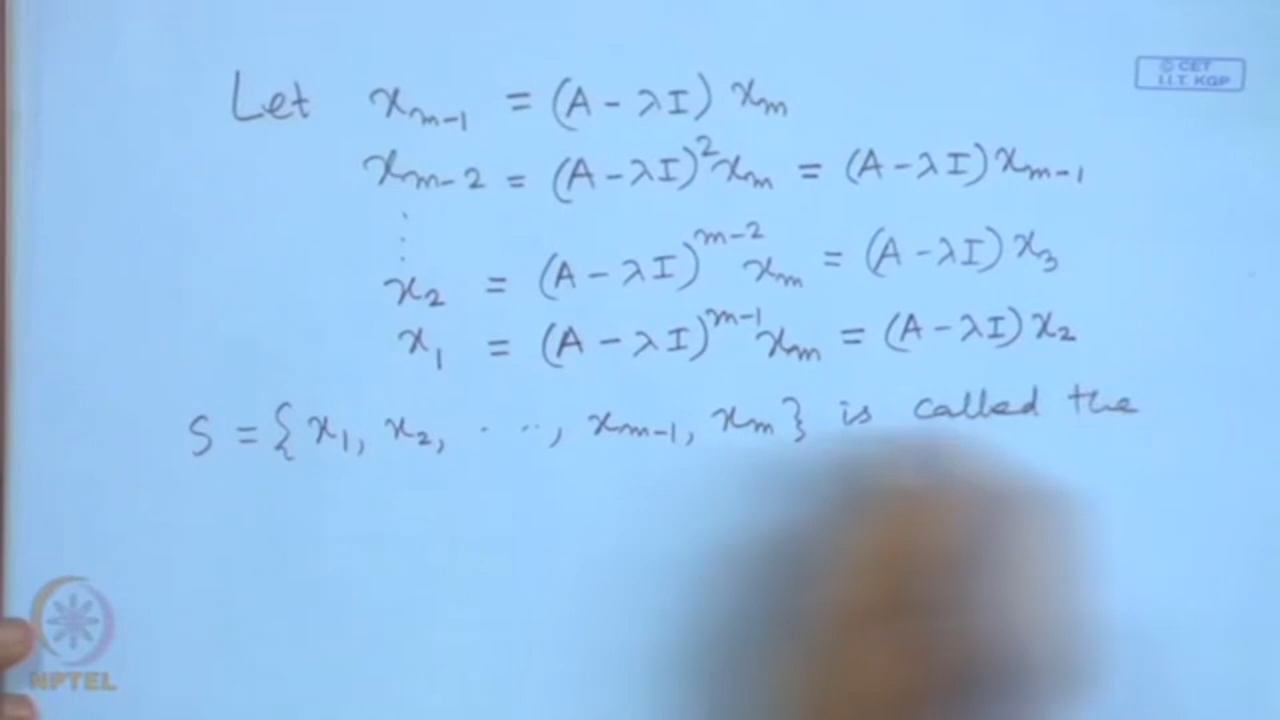 © CET
I.I.T. KGP
Let x_{m-1} = (A - λI) x_m
x_{m-2} = (A - λI)^2 x_m = (A - λI) x_{m-1}
⋮
x_2 = (A - λI)^{m-2} x_m = (A - λI) x_3
x_1 = (A - λI)^{m-1} x_m = (A - λI) x_2
S = {x_1, x_2, ..., x_{m-1}, x_m} is called the
NPTEL